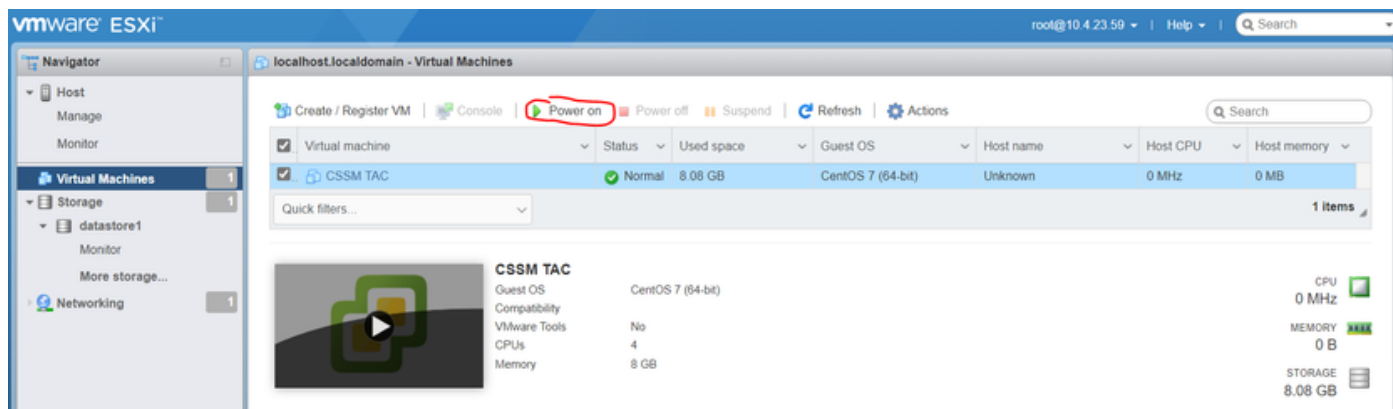 vmware ESXi™
root@10.4.23.59 | Help | Search
Navigator
localhost.localdomain - Virtual Machines
Host
Manage
Monitor
Virtual Machines 1
Storage 1
datastore1
Monitor
More storage...
Networking 1
Create / Register VM | Console | Power on Power off Suspend | Refresh | Actions
Search
Virtual machine Status Used space Guest OS Host name Host CPU Host memory
CSSM TAC Normal 8.08 GB CentOS 7 (64-bit) Unknown 0 MHz 0 MB
Quick filters...
1 items
CSSM TAC
Guest OS CentOS 7 (64-bit)
Compatibility
VMware Tools No
CPUs 4
Memory 8 GB
CPU
0 MHz
MEMORY
0 B
STORAGE
8.08 GB